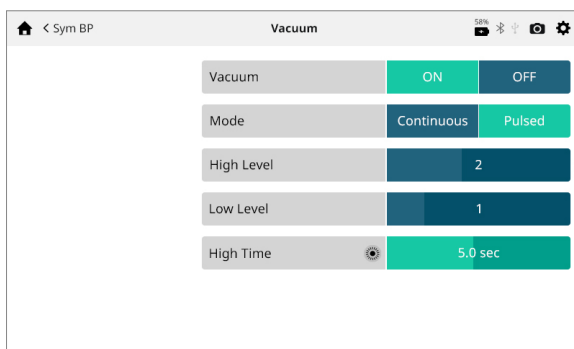 < Sym BP Vacuum 58%
Vacuum ON OFF
Mode Continuous Pulsed
High Level 2
Low Level 1
High Time 5.0 sec